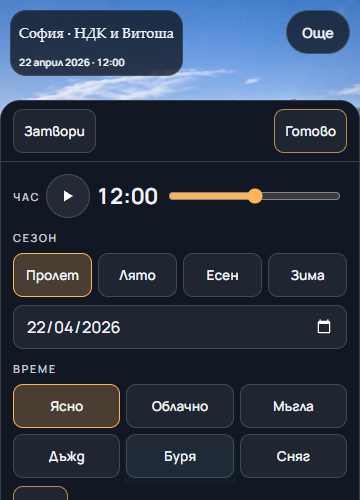 София · НДК и Витоша
22 април 2026 · 12:00
Още
Затвори
Готово
ЧАС
12:00
СЕЗОН
Пролет
Лято
Есен
Зима
22/04/2026
ВРЕМЕ
Ясно
Облачно
Мъгла
Дъжд
Буря
Сняг